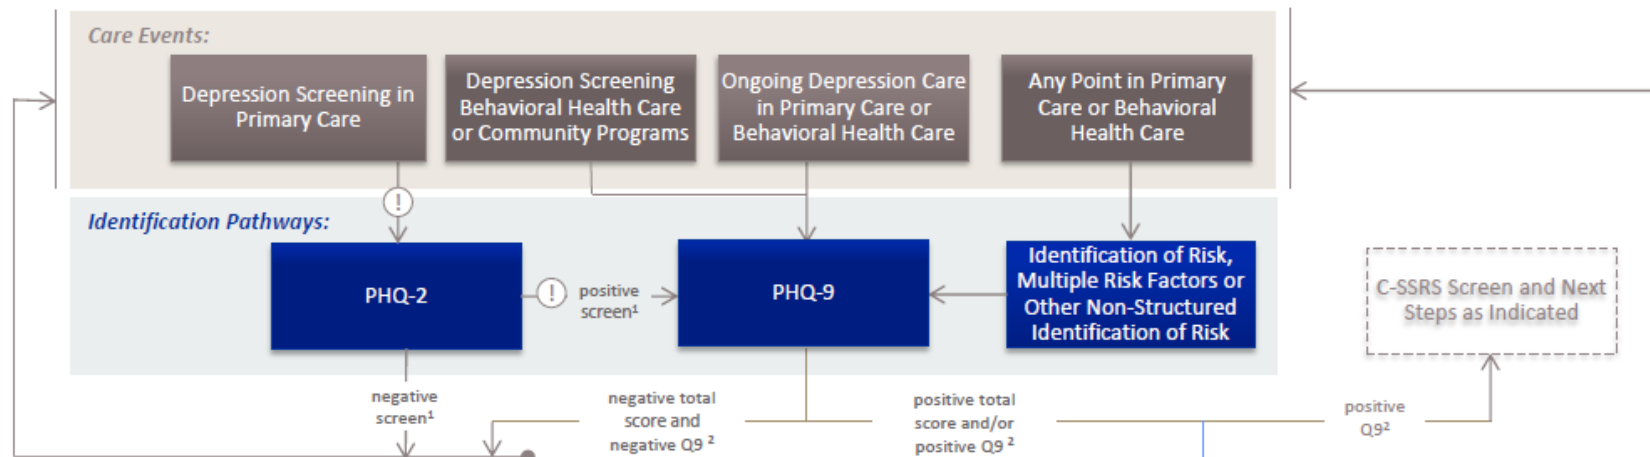 Care Events:
Depression Screening in
Primary Care
Depression Screening
Behavioral Health Care
or Community Programs
Ongoing Depression Care
in Primary Care or
Behavioral Health Care
Any Point in Primary
Care or Behavioral
Health Care
!
Identification Pathways:
PHQ-2
!
positive
screen¹
PHQ-9
Identification of Risk,
Multiple Risk Factors or
Other Non-Structured
Identification of Risk
C-SSRS Screen and Next
Steps as Indicated
negative
screen¹
negative total
score and
negative Q9 ²
positive total
score and/or
positive Q9 ²
positive
Q9²